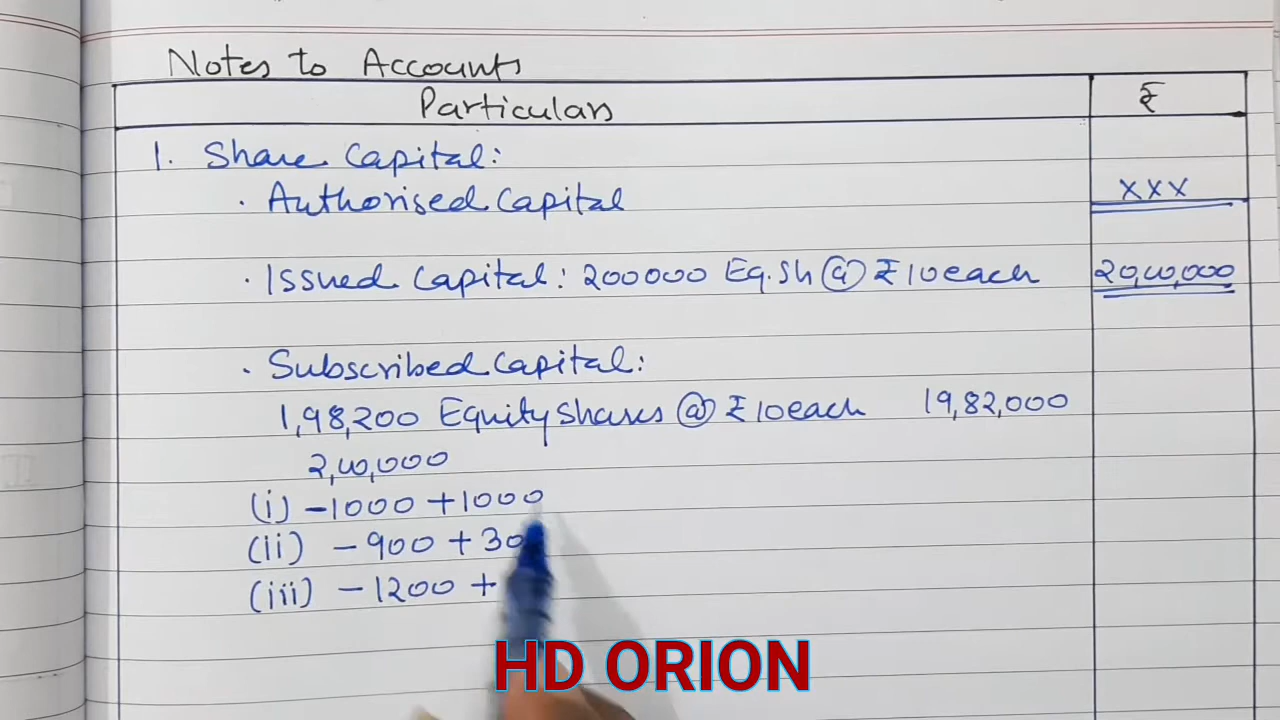 Notes to Accounts
Particulars ₹
1. Share Capital:
· Authorised Capital xxx
· Issued Capital: 200000 Eq.Sh @ ₹10 each 20,00,000
· Subscribed Capital:
1,98,200 Equity Shares @ ₹10 each 19,82,000
2,00,000
(i) -1000 +1000
(ii) -900 +30
(iii) -1200 +
HD ORION